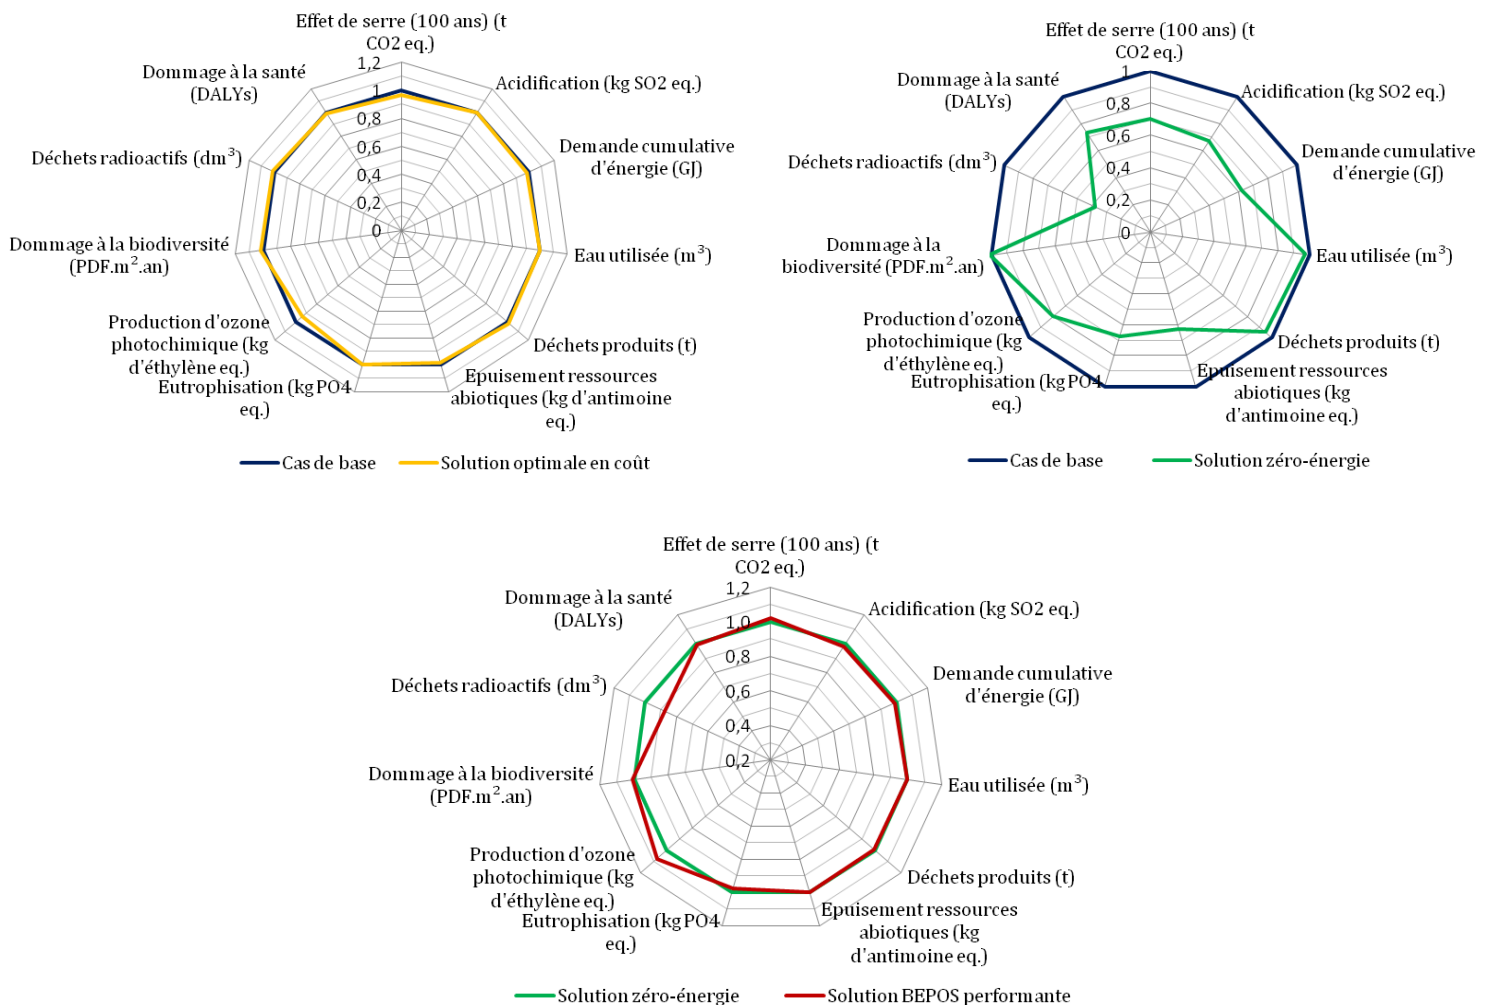 Effet de serre (100 ans) (t
CO2 eq.)
1,2
1
0,8
0,6
0,4
0,2
0
Acidification (kg SO2 eq.)
Demande cumulative
d'énergie (GJ)
Eau utilisée (m³)
Déchets produits (t)
Epuisement ressources
abiotiques (kg d'antimoine
eq.)
Eutrophisation (kg PO4
eq.)
Production d'ozone
photochimique (kg
d'éthylène eq.)
Dommage à la biodiversité
(PDF.m².an)
Déchets radioactifs (dm³)
Dommage à la santé
(DALYs)
Cas de base
Solution optimale en coût
Effet de serre (100 ans) (t
CO2 eq.)
1
0,8
0,6
0,4
0,2
0
Acidification (kg SO2 eq.)
Demande cumulative
d'énergie (GJ)
Eau utilisée (m³)
Déchets produits (t)
Epuisement ressources
abiotiques (kg
d'antimoine eq.)
Eutrophisation (kg PO4
eq.)
Production d'ozone
photochimique (kg
d'éthylène eq.)
Dommage à la
biodiversité (PDF.m².an)
Déchets radioactifs (dm³)
Dommage à la santé
(DALYs)
Cas de base
Solution zéro-énergie
Effet de serre (100 ans) (t
CO2 eq.)
1,2
1,0
0,8
0,6
0,4
0,2
Acidification (kg SO2 eq.)
Demande cumulative
d'énergie (GJ)
Eau utilisée (m³)
Déchets produits (t)
Epuisement ressources
abiotiques (kg
d'antimoine eq.)
Eutrophisation (kg PO4
eq.)
Production d'ozone
photochimique (kg
d'éthylène eq.)
Dommage à la biodiversité
(PDF.m².an)
Déchets radioactifs (dm³)
Dommage à la santé
(DALYs)
Solution zéro-énergie
Solution BEPOS performante